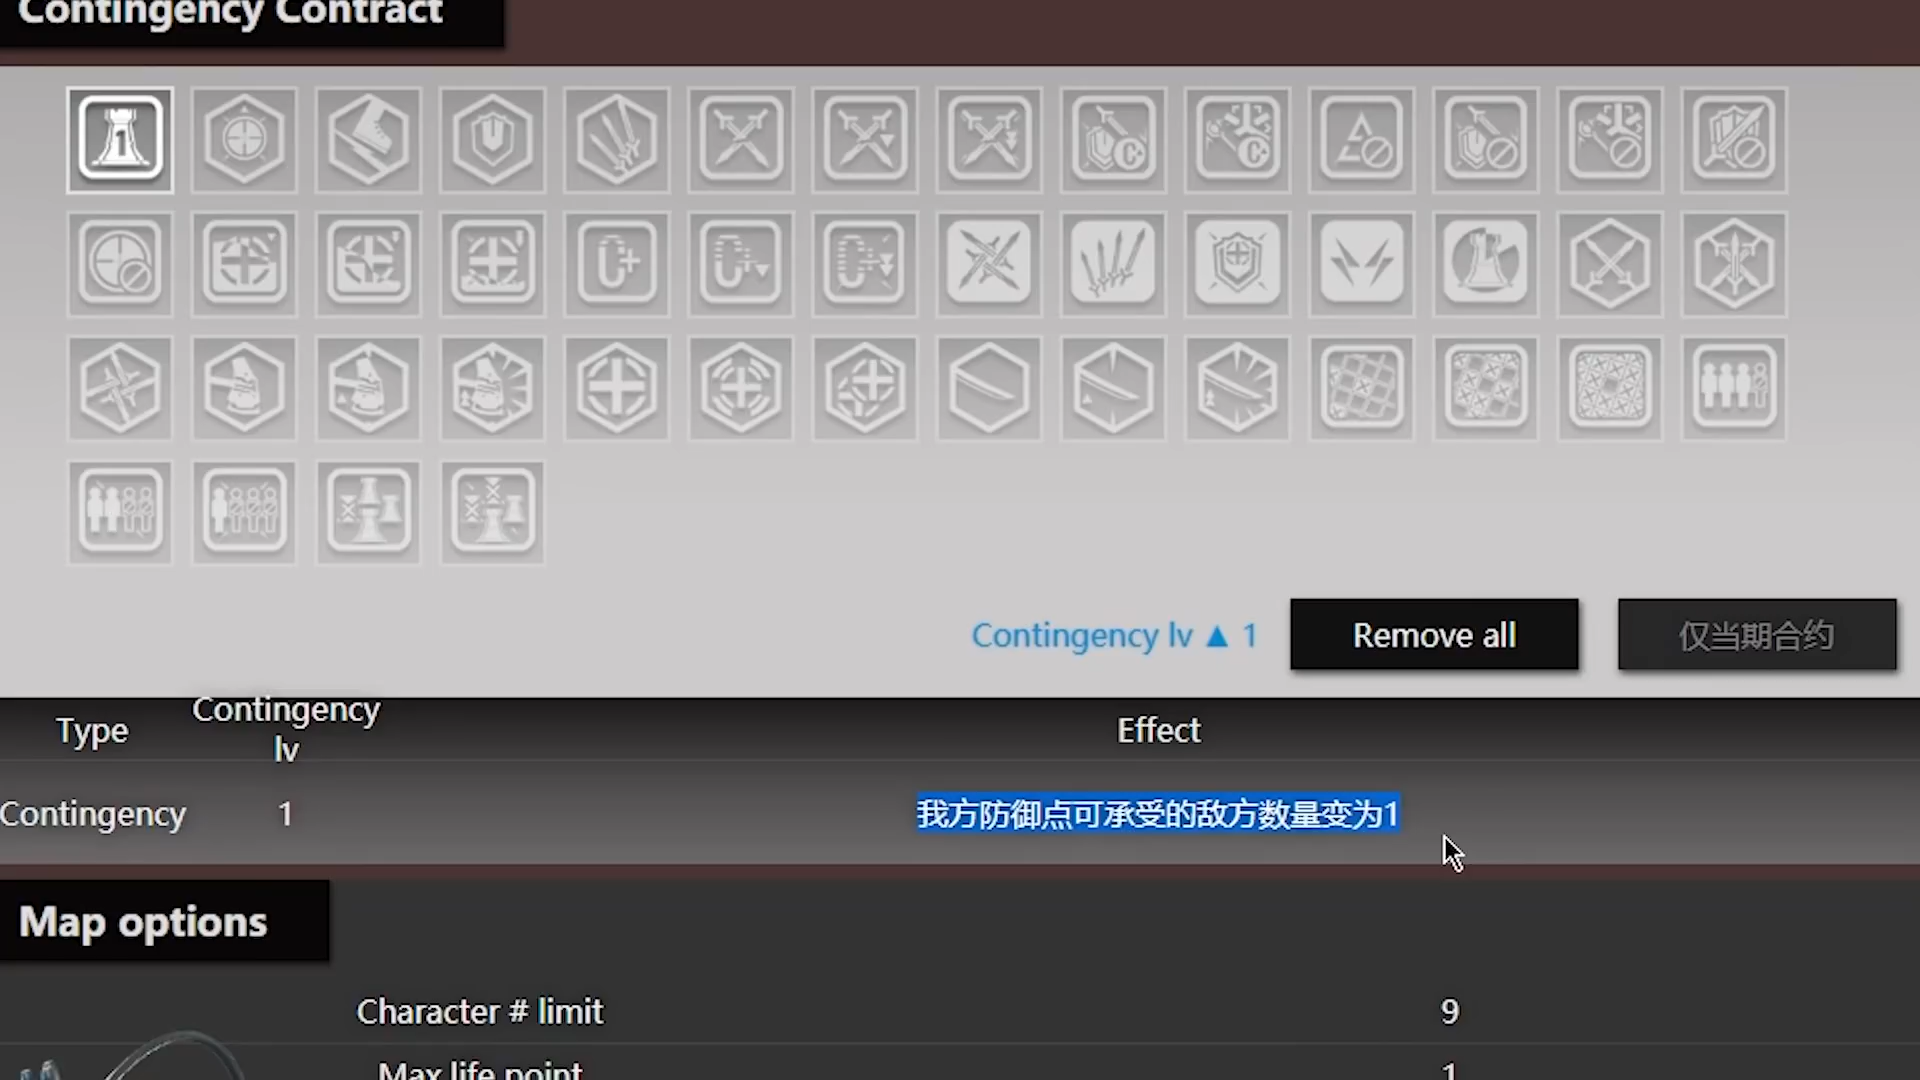 Contingency Contract
1
Contingency lv ▲ 1
Remove all
仅当期合约
Type
Contingency
lv
Effect
Contingency
1
我方防御点可承受的敌方数量变为1
Map options
Character # limit
9
Max life point
1